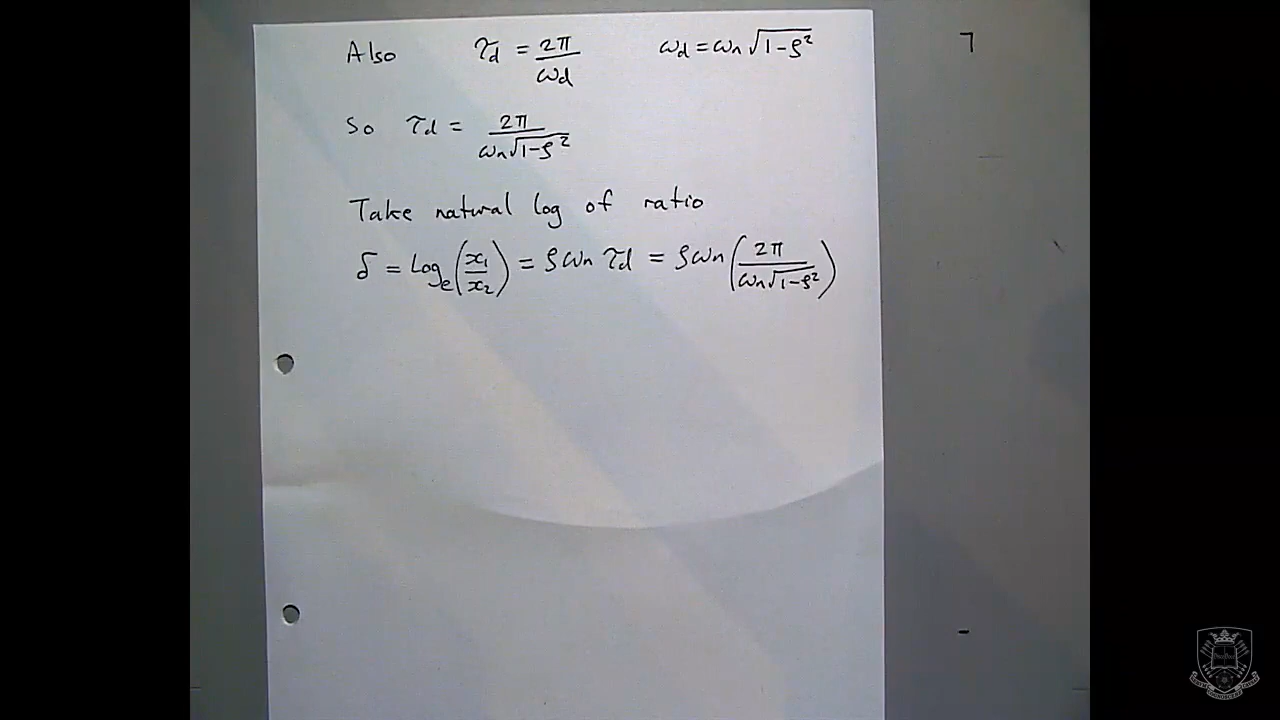 Also τd = 2π/ωd ωd = ωn√(1-ζ²)
So τd = 2π/(ωn√(1-ζ²))
Take natural log of ratio
δ = Logₑ(x₁/x₂) = ζωn τd = ζωn(2π/(ωn√(1-ζ²)))